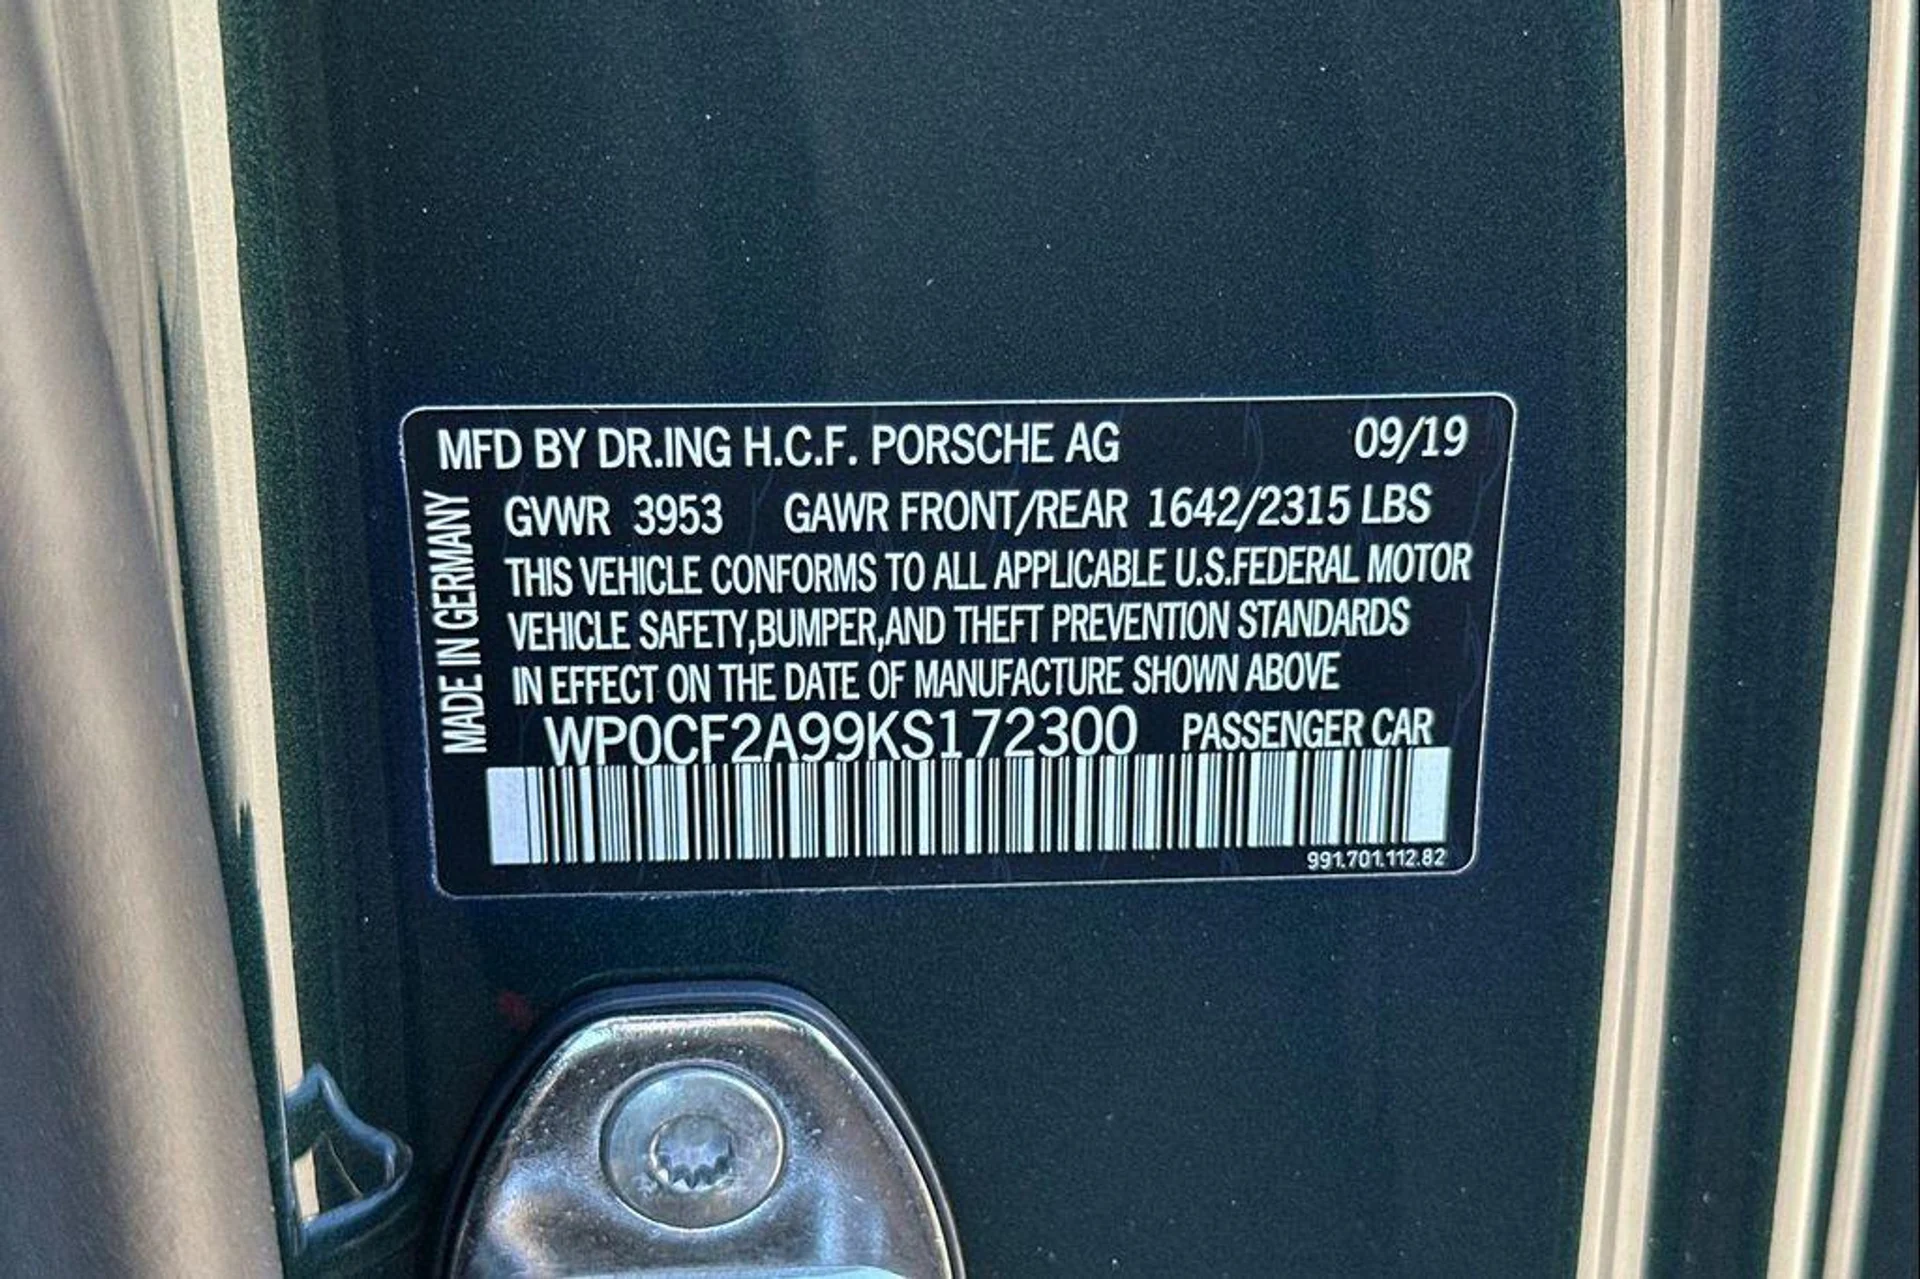 MFD BY DR.ING H.C.F. PORSCHE AG 09/19
MADE IN GERMANY
GVWR 3953 GAWR FRONT/REAR 1642/2315 LBS
THIS VEHICLE CONFORMS TO ALL APPLICABLE U.S.FEDERAL MOTOR
VEHICLE SAFETY,BUMPER,AND THEFT PREVENTION STANDARDS
IN EFFECT ON THE DATE OF MANUFACTURE SHOWN ABOVE
WP0CF2A99KS172300 PASSENGER CAR
991.701.112.82